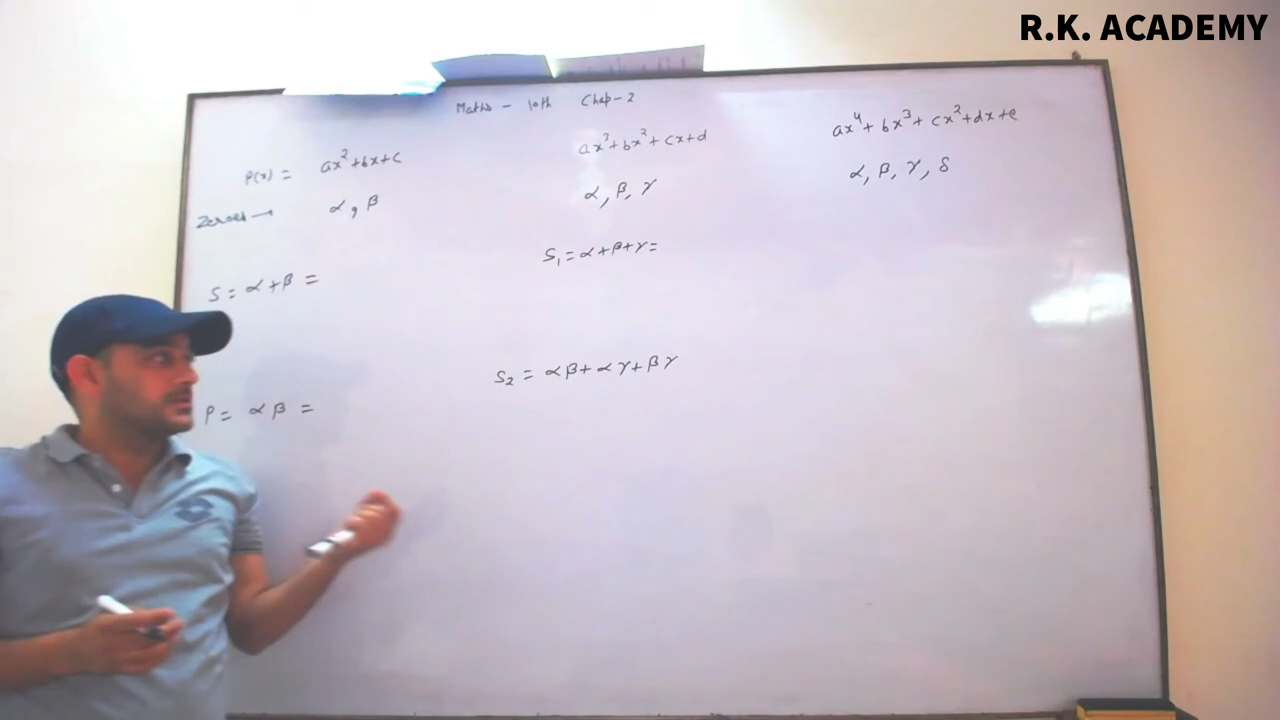 R.K. ACADEMY
Maths - 10th Chap-2
P(x) = ax²+bx+c
ax³+bx²+cx+d
ax⁴+bx³+cx²+dx+e
Zeroes → α, β
α, β, γ
α, β, γ, δ
S = α+β =
S₁ = α+β+γ =
P = αβ =
S₂ = αβ+αγ+βγ